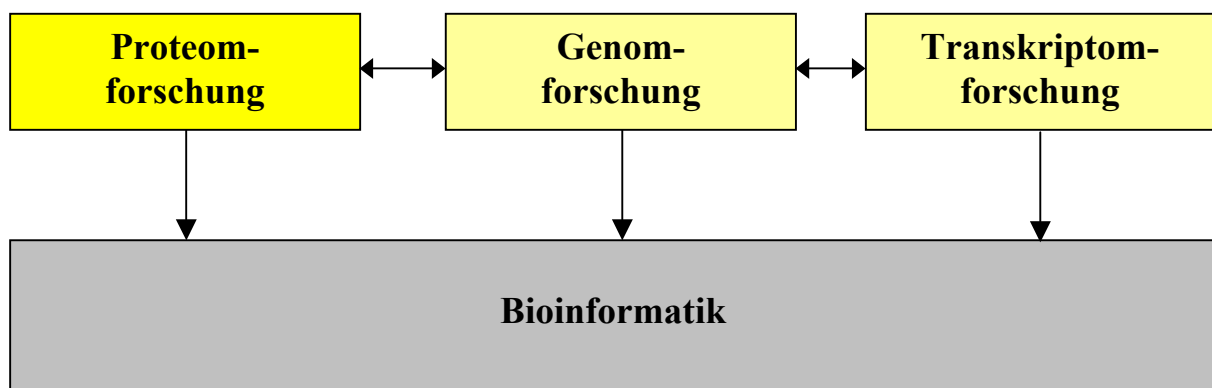 Proteom-
forschung
Genom-
forschung
Transkriptom-
forschung
Bioinformatik